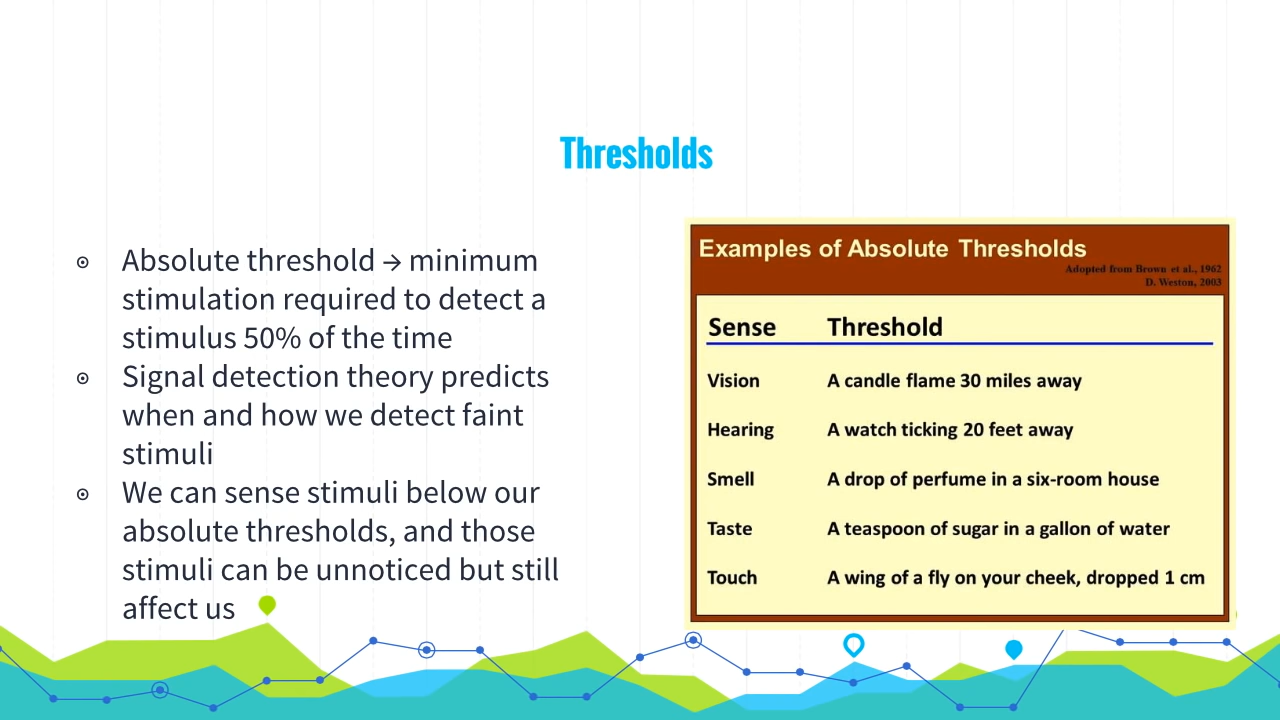 Thresholds
Absolute threshold → minimum
stimulation required to detect a
stimulus 50% of the time
Signal detection theory predicts
when and how we detect faint
stimuli
We can sense stimuli below our
absolute thresholds, and those
stimuli can be unnoticed but still
affect us
Examples of Absolute Thresholds
Adopted from Brown et al., 1962
D. Weston, 2003
Sense Threshold
Vision A candle flame 30 miles away
Hearing A watch ticking 20 feet away
Smell A drop of perfume in a six-room house
Taste A teaspoon of sugar in a gallon of water
Touch A wing of a fly on your cheek, dropped 1 cm